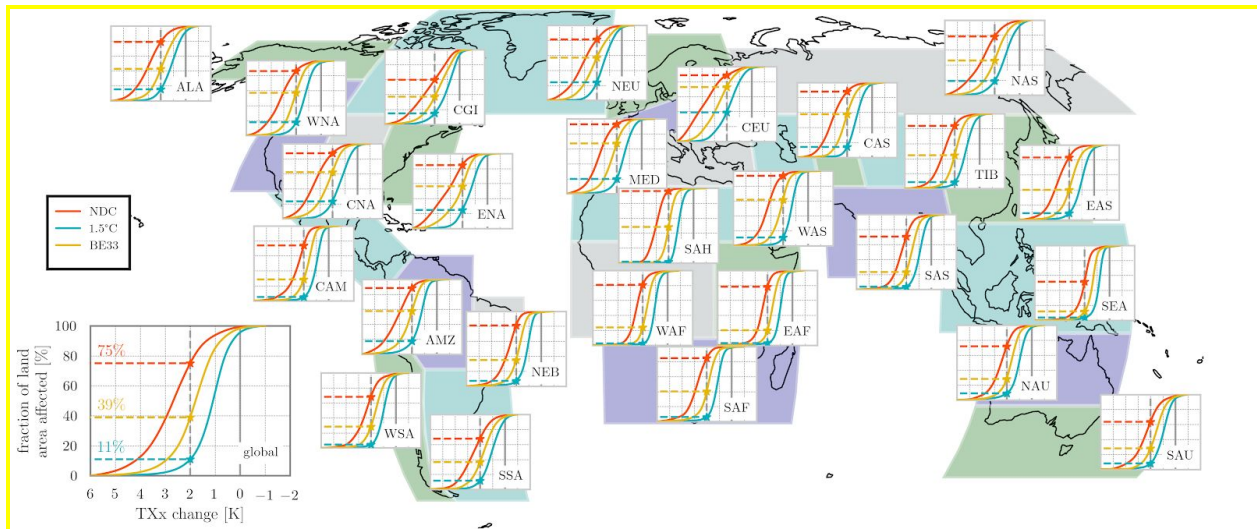 ALA
WNA
CGI
NEU
CEU
CAS
NAS
CNA
ENA
MED
TIB
EAS
NDC
1.5°C
BE33
SAH
WAS
SAS
SEA
CAM
AMZ
WAF
EAF
NEB
NAU
WSA
SSA
SAF
SAU
fraction of land
area affected [%]
100
80
60
40
20
0
75%
39%
11%
global
6 5 4 3 2 1 0 −1 −2
TXx change [K]